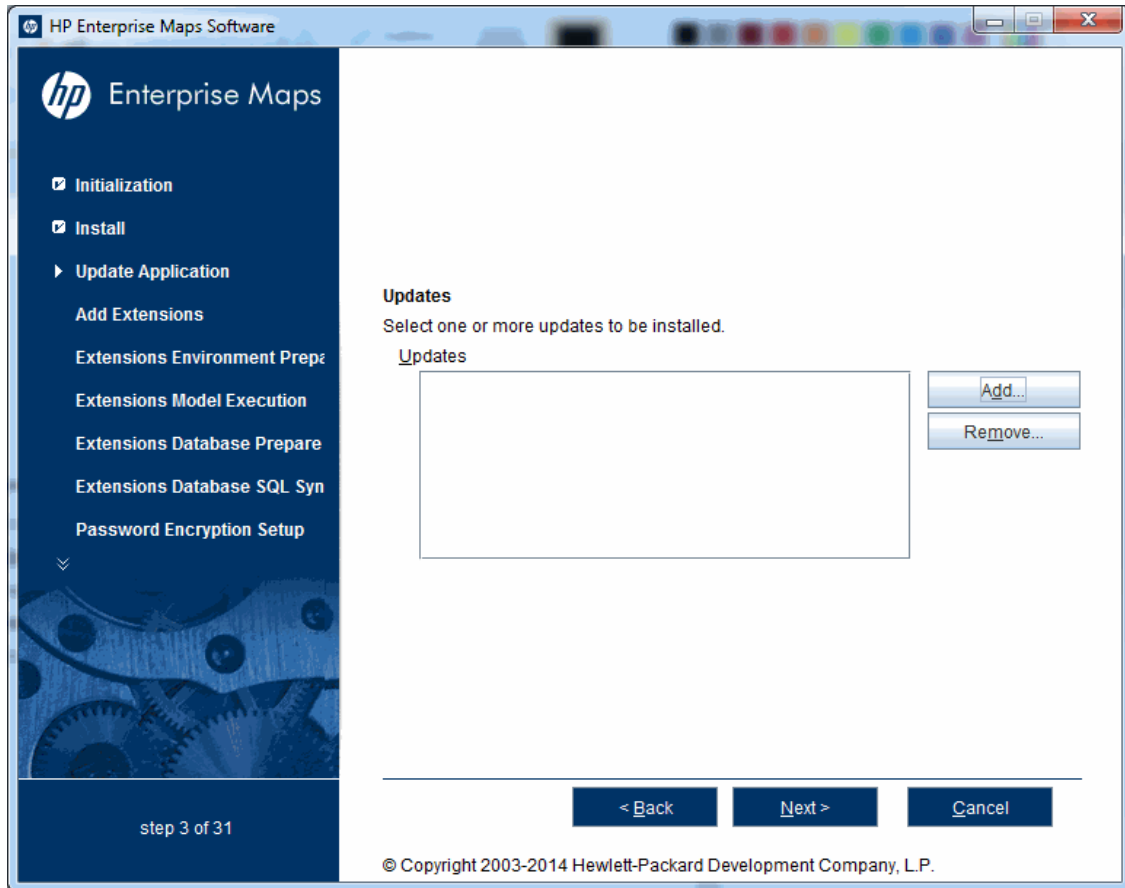 HP Enterprise Maps Software
hp Enterprise Maps
Initialization
Install
Update Application
Add Extensions
Extensions Environment Prepa
Extensions Model Execution
Extensions Database Prepare
Extensions Database SQL Syn
Password Encryption Setup
step 3 of 31
Updates
Select one or more updates to be installed.
Updates
Add...
Remove...
< Back
Next >
Cancel
© Copyright 2003-2014 Hewlett-Packard Development Company, L.P.